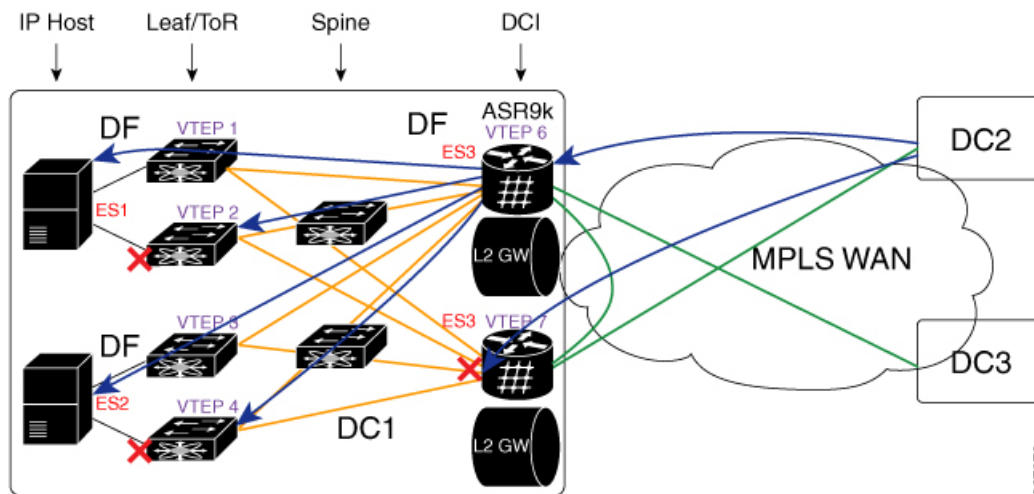 IP Host
Leaf/ToR
Spine
DCI
ASR9k
DF
VTEP 1
DF
VTEP 6
ES3
DC2
ES1
VTEP 2
L2 GW
MPLS WAN
ES3
VTEP 7
VTEP 3
DF
DC3
ES2
VTEP 4
DC1
L2 GW